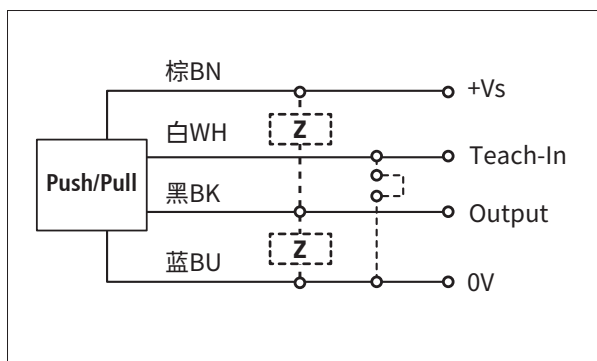 棕BN
+Vs
Z
白WH
Teach-In
Push/Pull
黑BK
Output
Z
蓝BU
0V